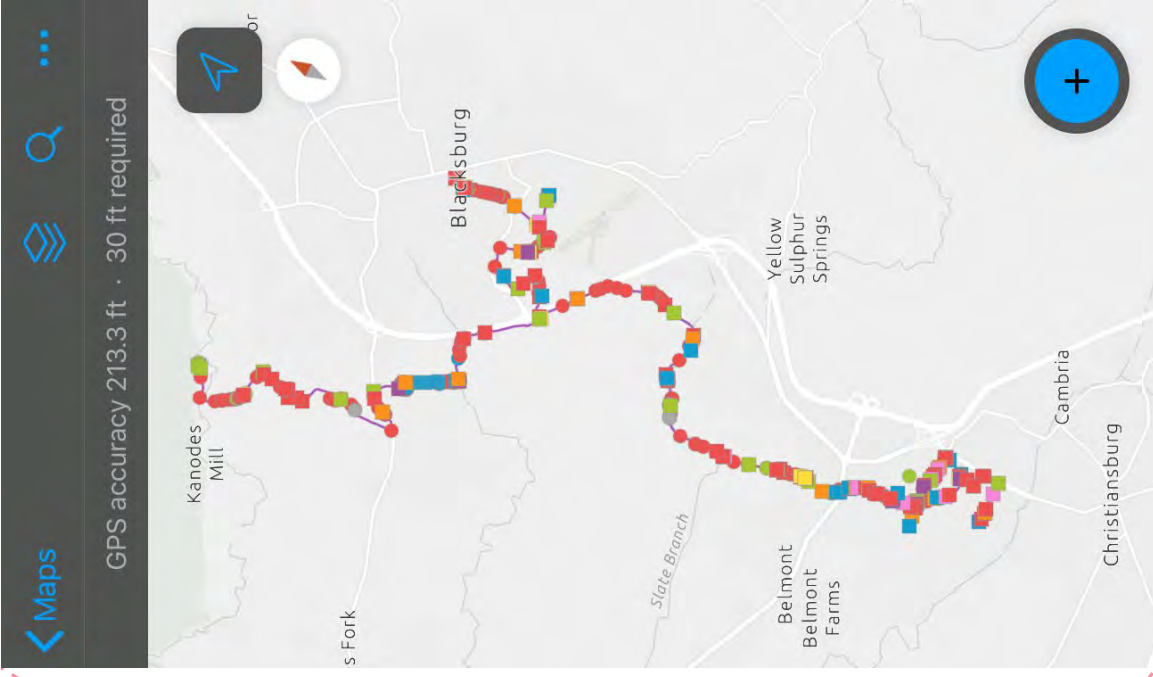 Maps
GPS accuracy 213.3 ft · 30 ft required
or
Blacksburg
Kanodes
Mill
s Fork
Yellow
Sulphur
Springs
Slate Branch
Belmont
Belmont
Farms
Cambria
Christiansburg